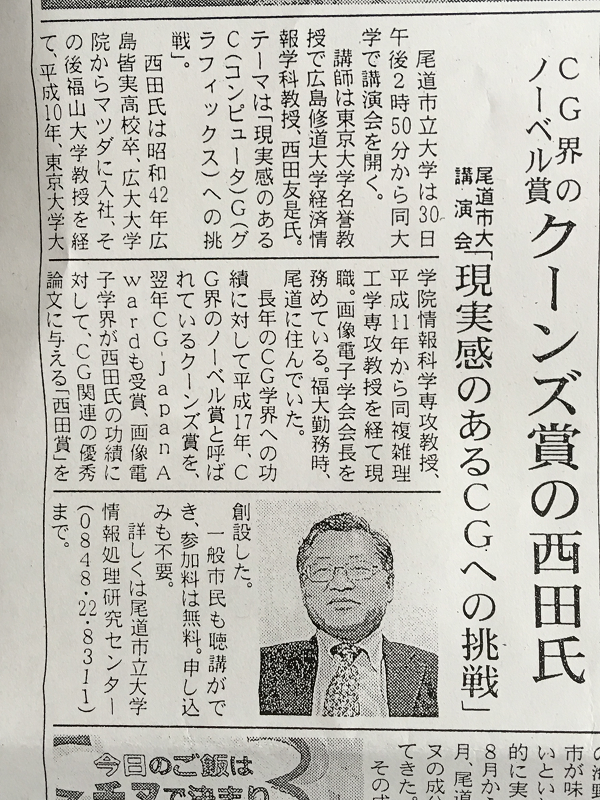 CG界の
ノーベル賞
クーンズ賞の西田氏
尾道市大
講演会
「現実感のあるCGへの挑戦」
尾道市立大学は30日
午後2時50分から同大
学で講演会を開く。
講師は東京大学名誉教
授で広島修道大学経済情
報学科教授、西田友是氏。
テーマは「現実感のある
C(コンピュータ)G(グ
ラフィックス)への挑
戦」。
西田氏は昭和42年広
島皆実高校卒、広大大学
院からマツダに入社、そ
の後福山大学教授を経
て、平成10年、東京大学大
学院情報科学専攻教授、
平成11年から同複雑理
工学専攻教授を経て現
職。画像電子学会会長を
務めている。福大勤務時、
尾道に住んでいた。
長年のCG学界への功
績に対して平成17年、C
G界のノーベル賞と呼ば
れているクーンズ賞を、
翌年CG-Japan A
wardも受賞、画像電
子学界が西田氏の功績に
対して、CG関連の優秀
論文に与える「西田賞」を
創設した。
一般市民も聴講がで
き、参加料は無料。申し込
みも不要。
詳しくは尾道市立大学
情報処理研究センター
(0848・22・8311)
まで。
今日のご飯は
市が味
いとい
的に実
8月か
月、尾道
ヌの成分
てきた。